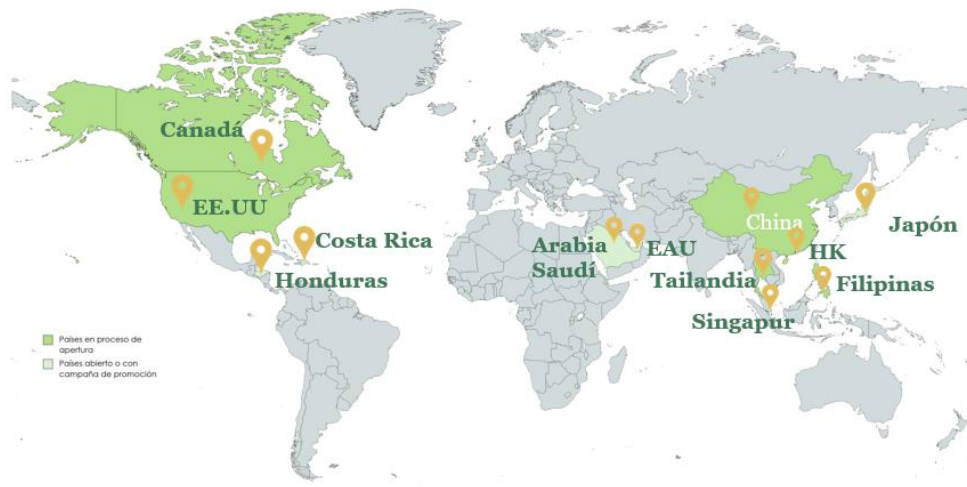 Canadá
EE.UU
Costa Rica
Honduras
Arabia
Saudí
EAU
China
Japón
HK
Tailandia
Filipinas
Singapur
Países en proceso de
apertura
Países abierto o con
campaña de promoción